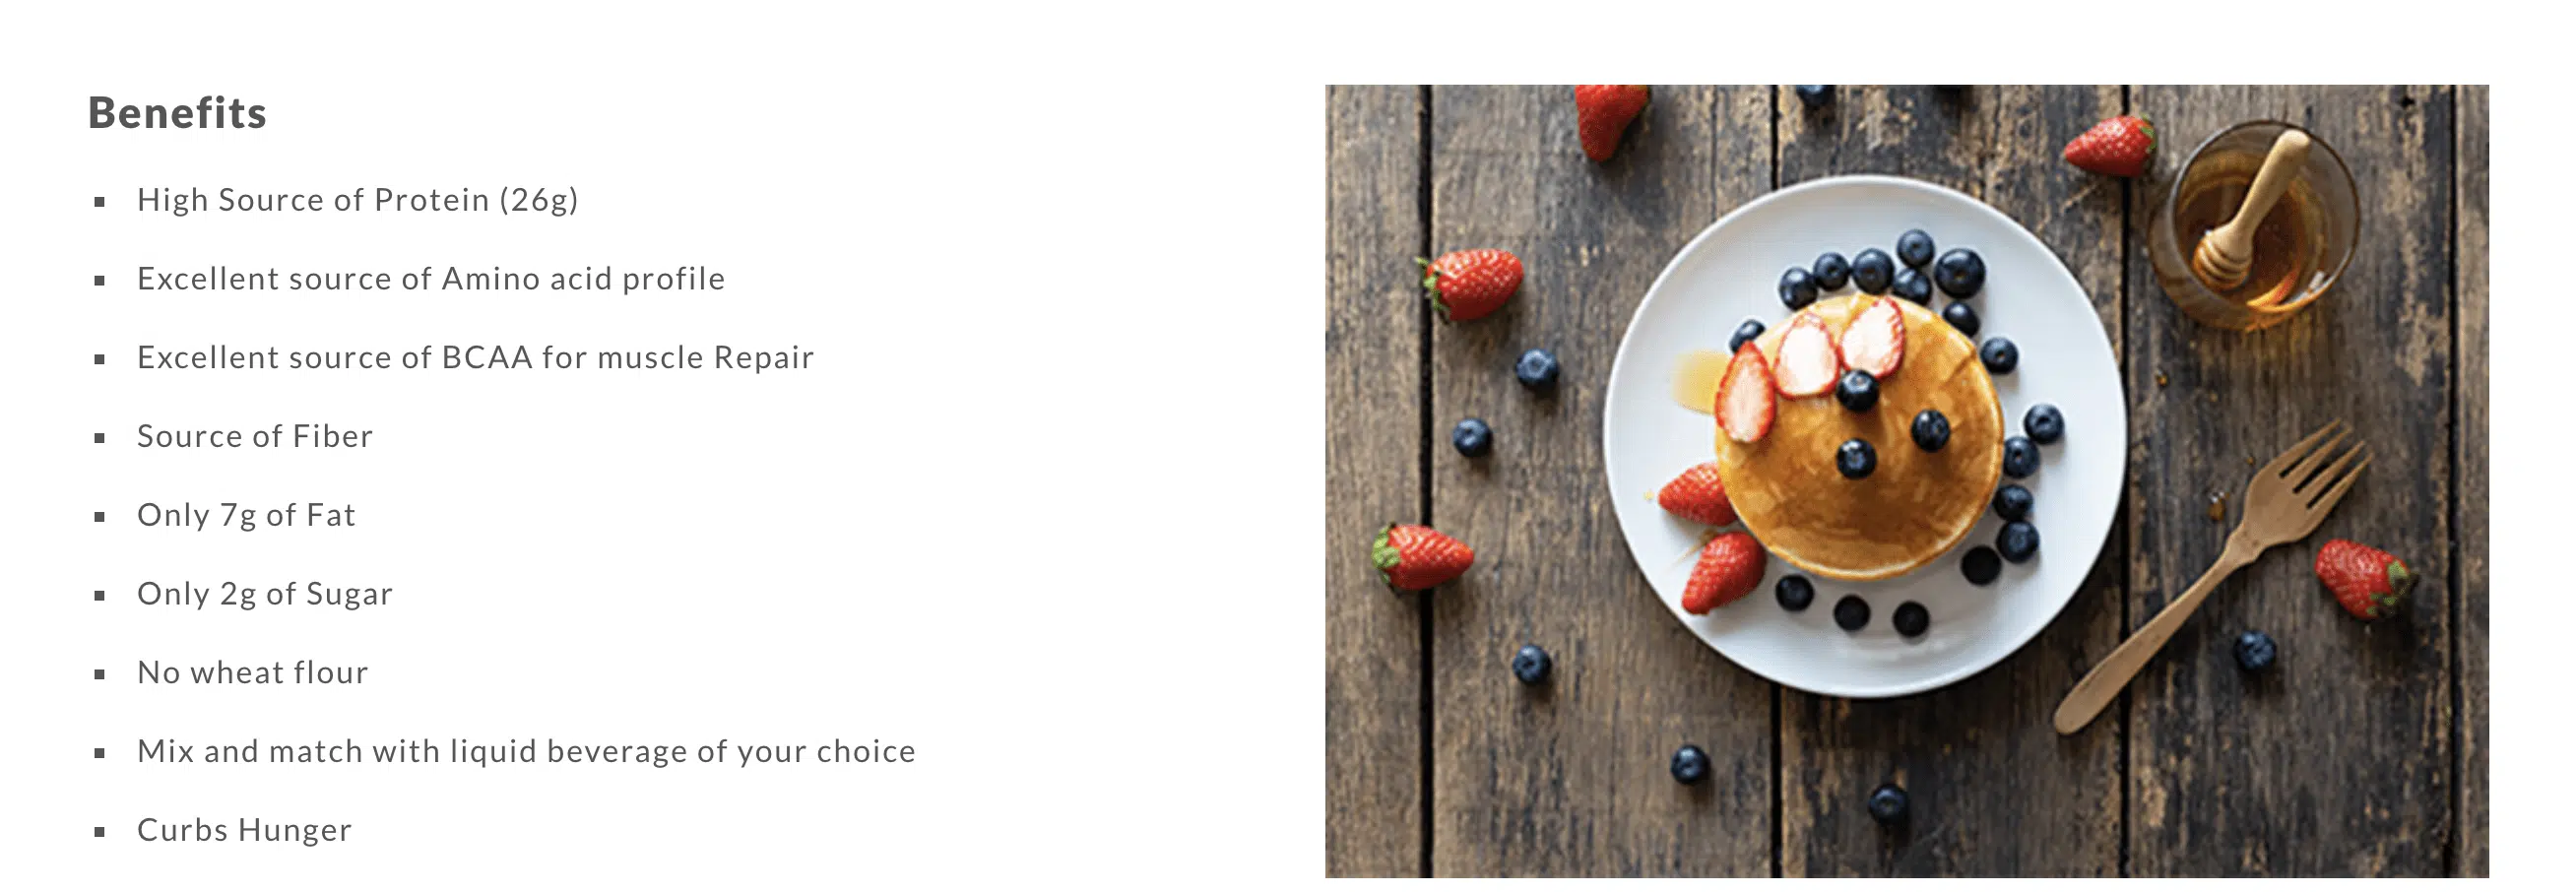 Benefits
High Source of Protein (26g)
Excellent source of Amino acid profile
Excellent source of BCAA for muscle Repair
Source of Fiber
Only 7g of Fat
Only 2g of Sugar
No wheat flour
Mix and match with liquid beverage of your choice
Curbs Hunger